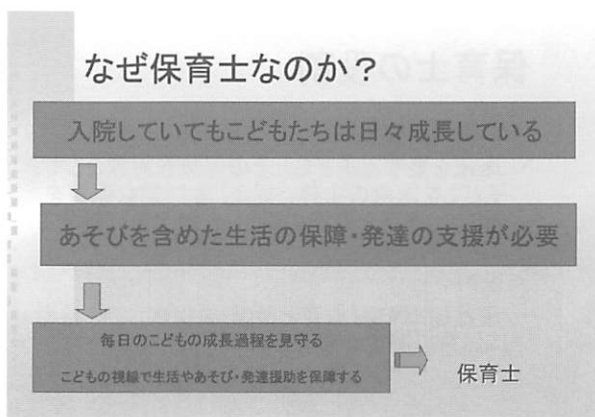 なぜ保育士なのか？
入院していてもこどもたちは日々成長している
あそびを含めた生活の保障・発達の支援が必要
毎日のこどもの成長過程を見守る
こどもの視線で生活やあそび・発達援助を保障する
保育士